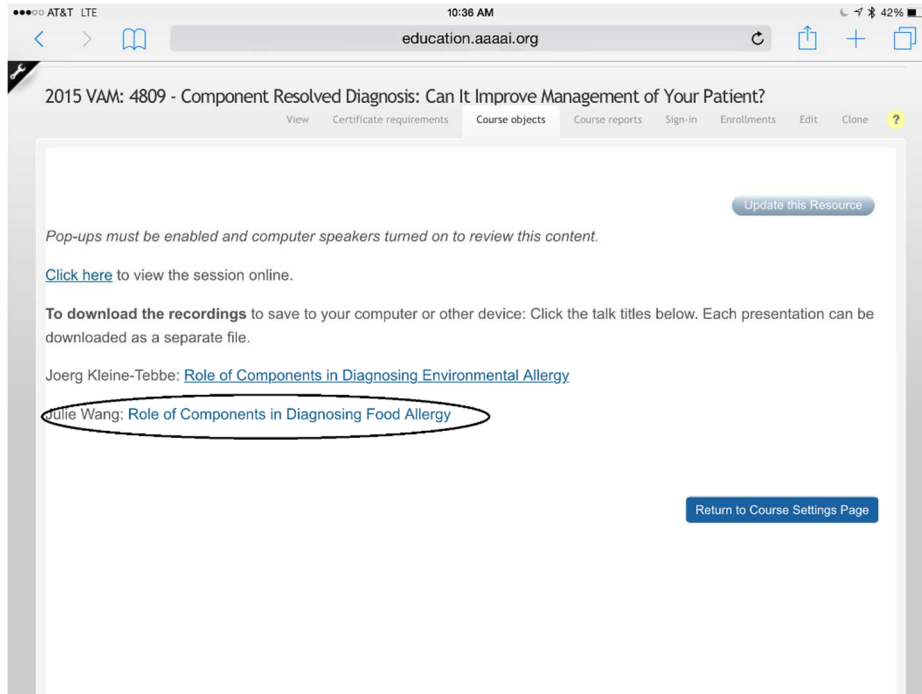 AT&T LTE 10:36 AM 42%
education.aaaai.org
2015 VAM: 4809 - Component Resolved Diagnosis: Can It Improve Management of Your Patient?
View Certificate requirements Course objects Course reports Sign-in Enrollments Edit Clone ?
Update this Resource
Pop-ups must be enabled and computer speakers turned on to review this content.
Click here to view the session online.
To download the recordings to save to your computer or other device: Click the talk titles below. Each presentation can be
downloaded as a separate file.
Joerg Kleine-Tebbe: Role of Components in Diagnosing Environmental Allergy
Julie Wang: Role of Components in Diagnosing Food Allergy
Return to Course Settings Page